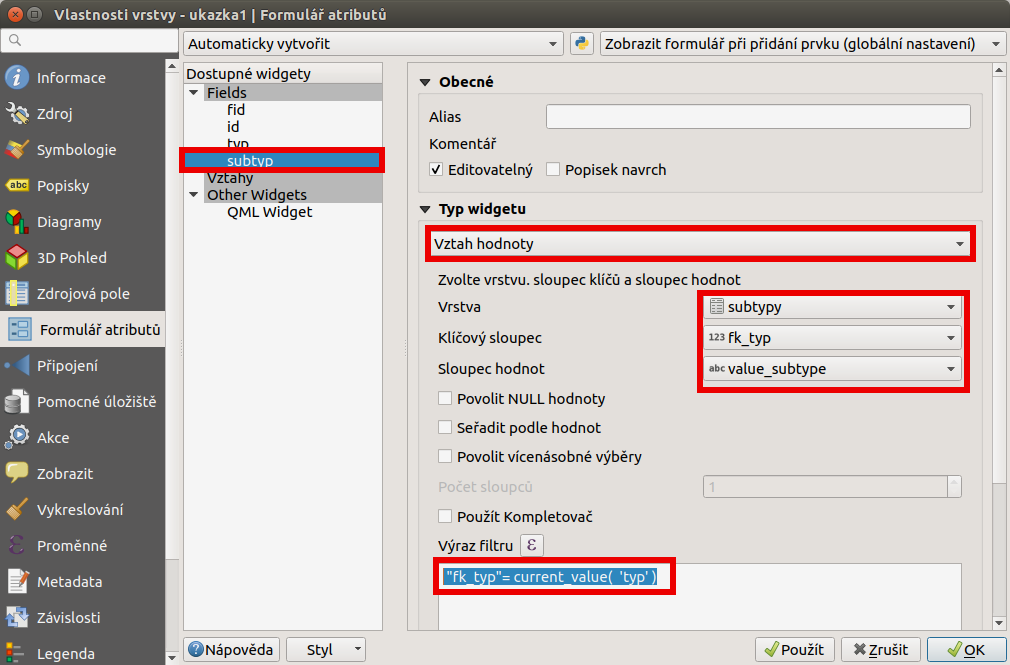 Vlastnosti vrstvy - ukazka1 | Formulář atributů
Automaticky vytvořit
Zobrazit formulář při přidání prvku (globální nastavení)
Informace
Zdroj
Symbologie
abc Popisky
Diagramy
3D Pohled
Zdrojová pole
Formulář atributů
Připojení
Pomocné úložiště
Akce
Zobrazit
Vykreslování
Proměnné
Metadata
Závislosti
Legenda
Dostupné widgety
Fields
fid
id
typ
subtyp
Vztahy
Other Widgets
QML Widget
Obecné
Alias
Komentář
Editovatelný
Popisek navrch
Typ widgetu
Vztah hodnoty
Zvolte vrstvu. sloupec klíčů a sloupec hodnot
Vrstva
subtypy
Klíčový sloupec
123 fk_typ
Sloupec hodnot
abc value_subtype
Povolit NULL hodnoty
Seřadit podle hodnot
Povolit vícenásobné výběry
Počet sloupců
1
Použít Kompletovač
Výraz filtru ε
"fk_typ"= current_value( 'typ' )
Nápověda
Styl
Použít
Zrušit
OK